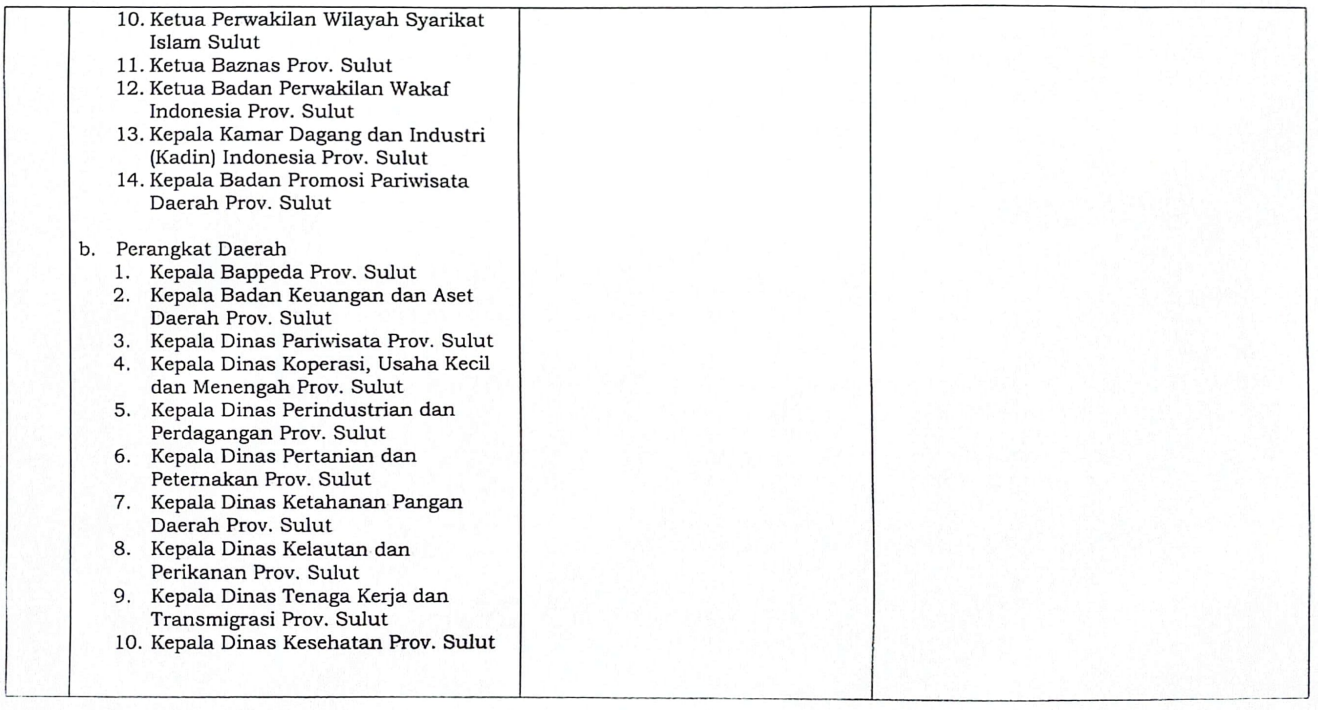 10. Ketua Perwakilan Wilayah Syarikat
Islam Sulut
11. Ketua Baznas Prov. Sulut
12. Ketua Badan Perwakilan Wakaf
Indonesia Prov. Sulut
13. Kepala Kamar Dagang dan Industri
(Kadin) Indonesia Prov. Sulut
14. Kepala Badan Promosi Pariwisata
Daerah Prov. Sulut
b. Perangkat Daerah
1. Kepala Bappeda Prov. Sulut
2. Kepala Badan Keuangan dan Aset
Daerah Prov. Sulut
3. Kepala Dinas Pariwisata Prov. Sulut
4. Kepala Dinas Koperasi, Usaha Kecil
dan Menengah Prov. Sulut
5. Kepala Dinas Perindustrian dan
Perdagangan Prov. Sulut
6. Kepala Dinas Pertanian dan
Peternakan Prov. Sulut
7. Kepala Dinas Ketahanan Pangan
Daerah Prov. Sulut
8. Kepala Dinas Kelautan dan
Perikanan Prov. Sulut
9. Kepala Dinas Tenaga Kerja dan
Transmigrasi Prov. Sulut
10. Kepala Dinas Kesehatan Prov. Sulut